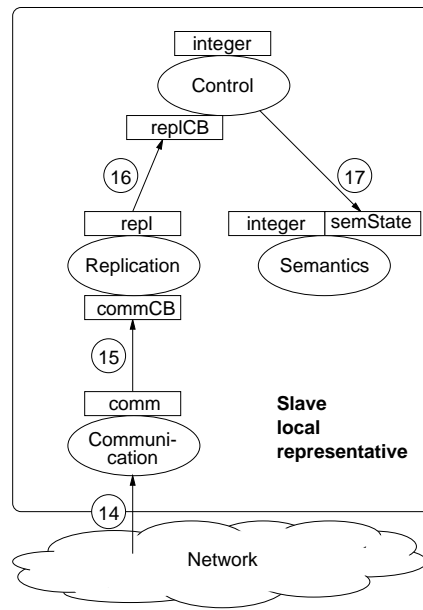 integer
Control
replCB
16
17
repl
integer
semState
Replication
Semantics
commCB
15
comm
Slave
local
representative
Communi-
cation
14
Network